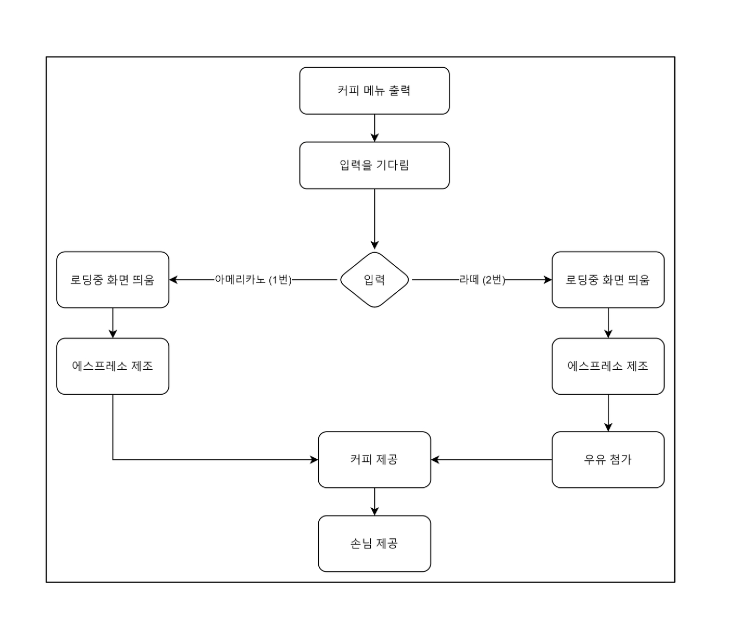 커피 메뉴 출력
입력을 기다림
로딩중 화면 띄움
아메리카노 (1번)
입력
라떼 (2번)
로딩중 화면 띄움
에스프레소 제조
에스프레소 제조
커피 제공
우유 첨가
손님 제공